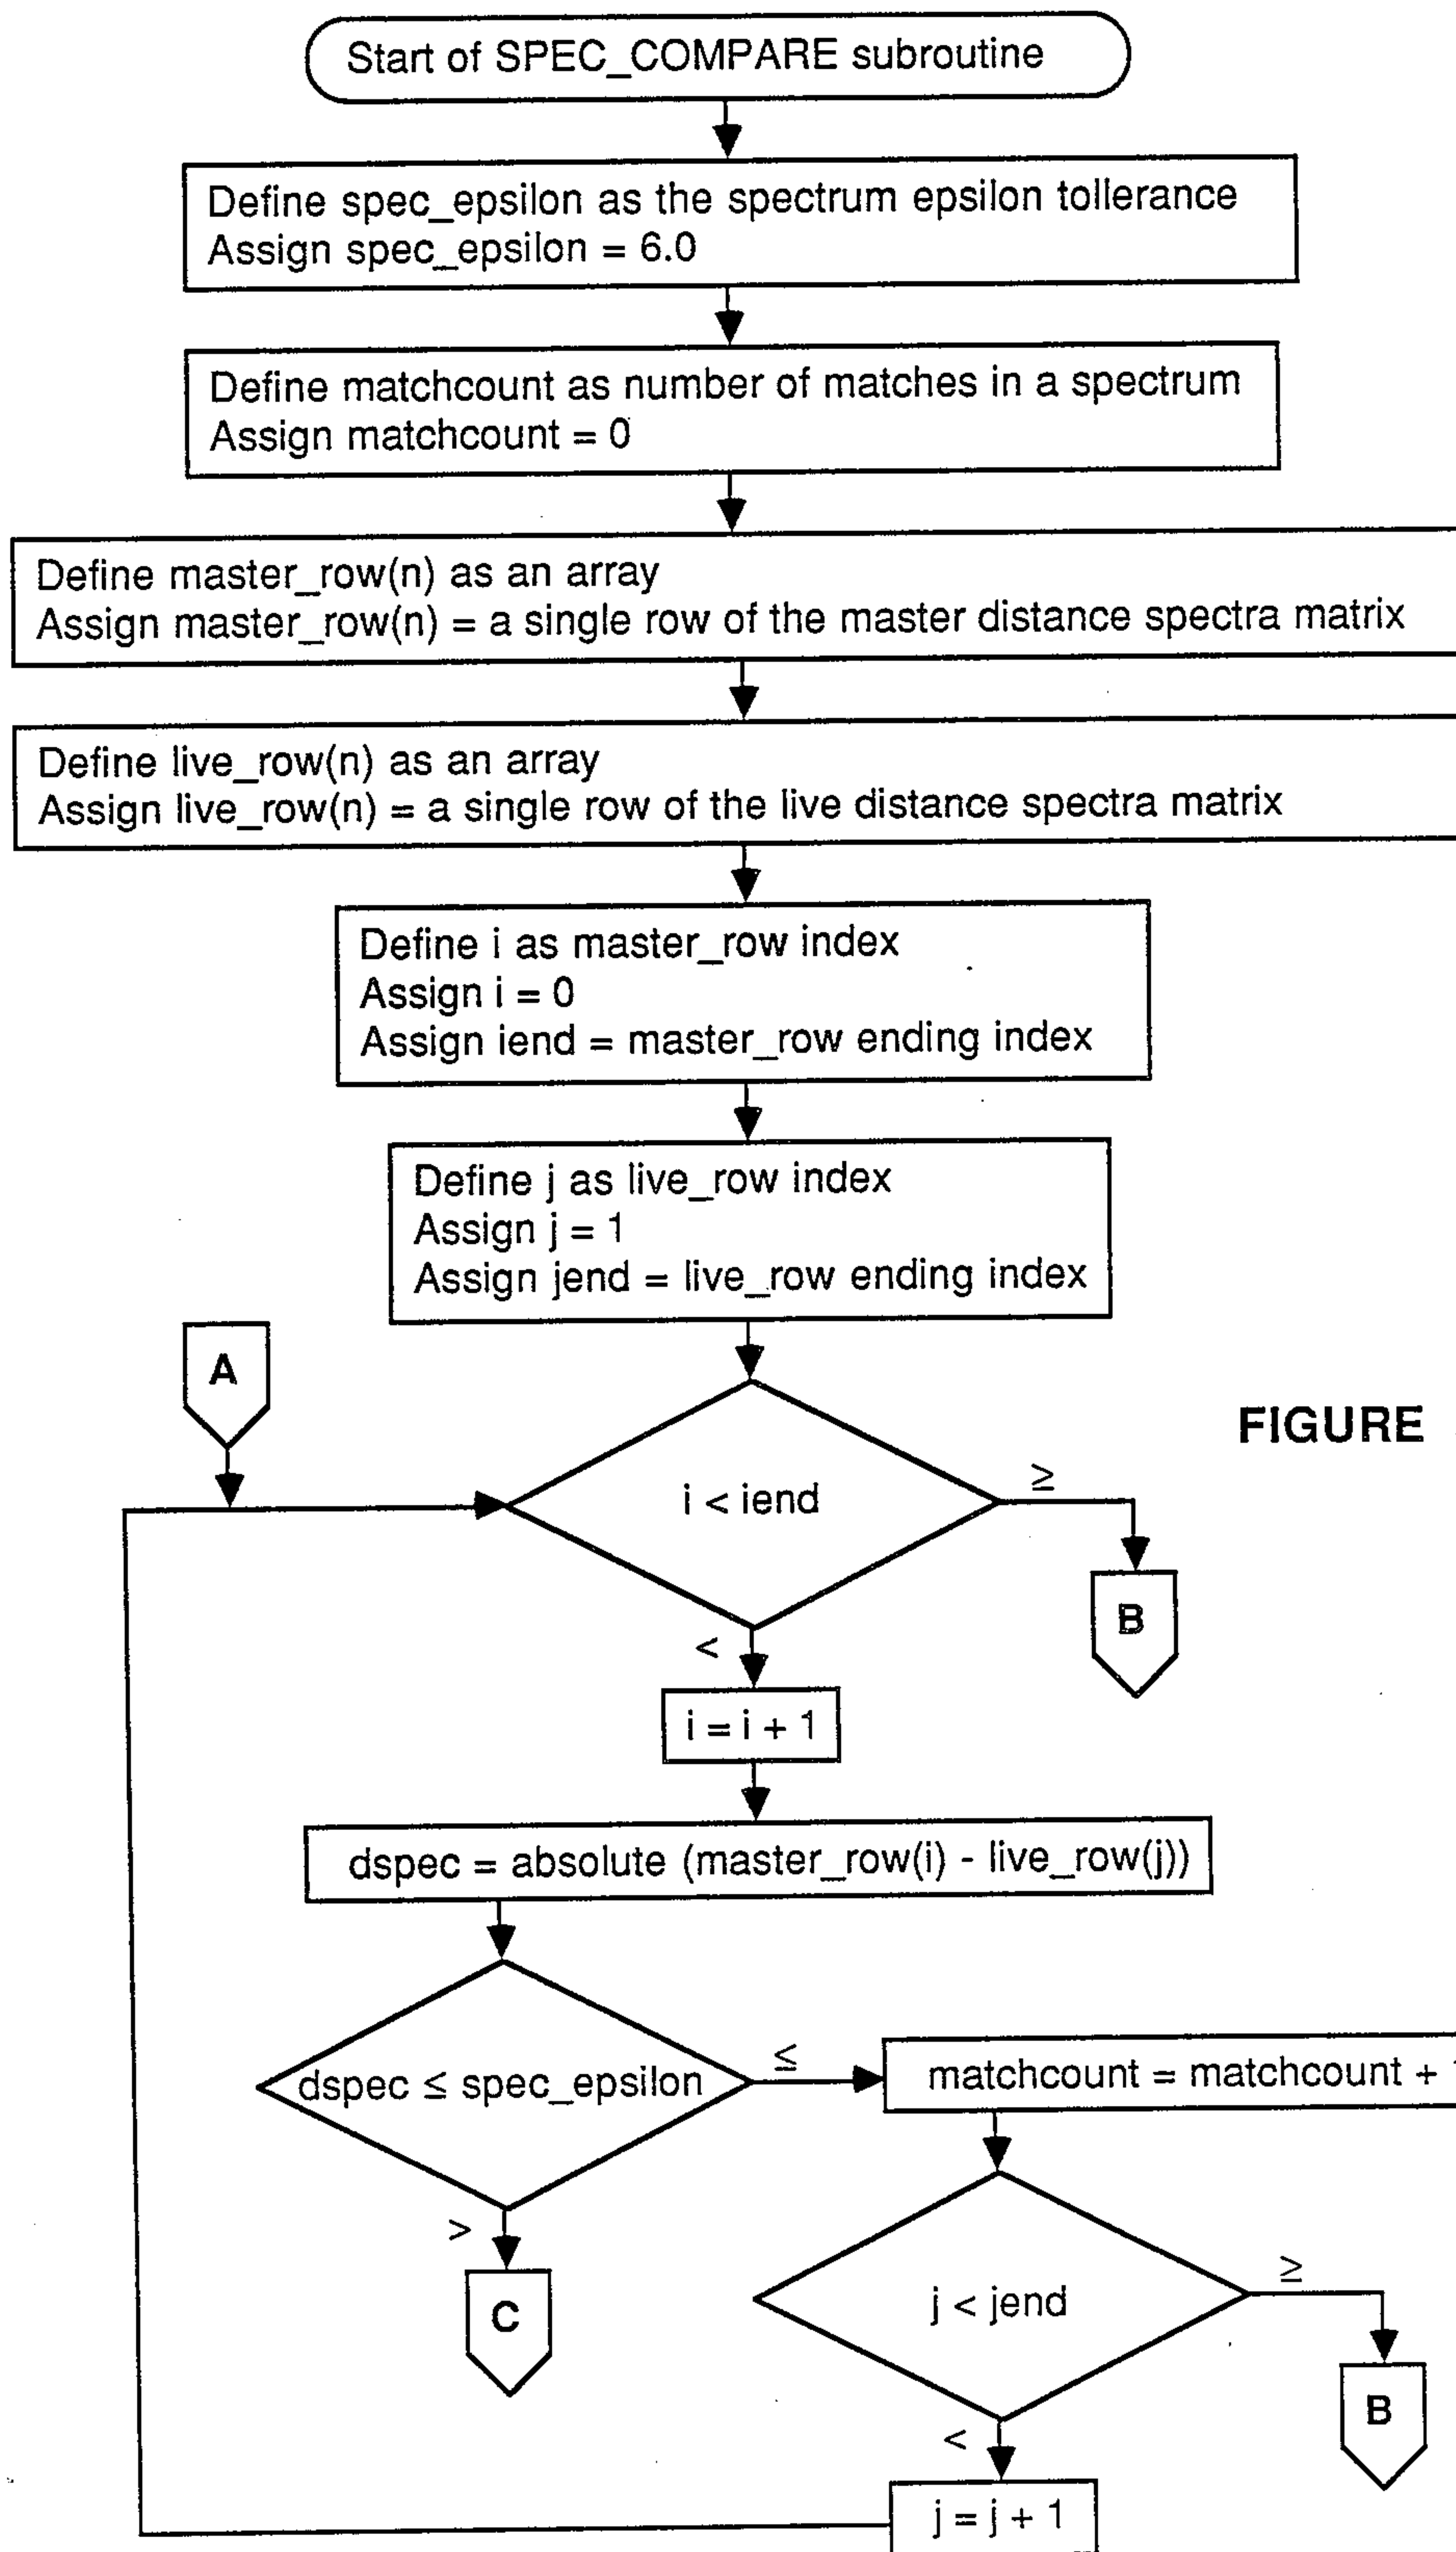 Start of SPEC_COMPARE subroutine
Define spec_epsilon as the spectrum epsilon tollerance
Assign spec_epsilon = 6.0
Define matchcount as number of matches in a spectrum
Assign matchcount = 0
Define master_row(n) as an array
Assign master_row(n) = a single row of the master distance spectra matrix
Define live_row(n) as an array
Assign live_row(n) = a single row of the live distance spectra matrix
Define i as master_row index
Assign i = 0
Assign iend = master_row ending index
Define j as live_row index
Assign j = 1
Assign jend = live_row ending index
A
FIGURE
i < iend
≥
B
<
i = i + 1
dspec = absolute (master_row(i) - live_row(j))
dspec ≤ spec_epsilon
≤
matchcount = matchcount +
>
C
j < jend
≥
B
<
j = j + 1